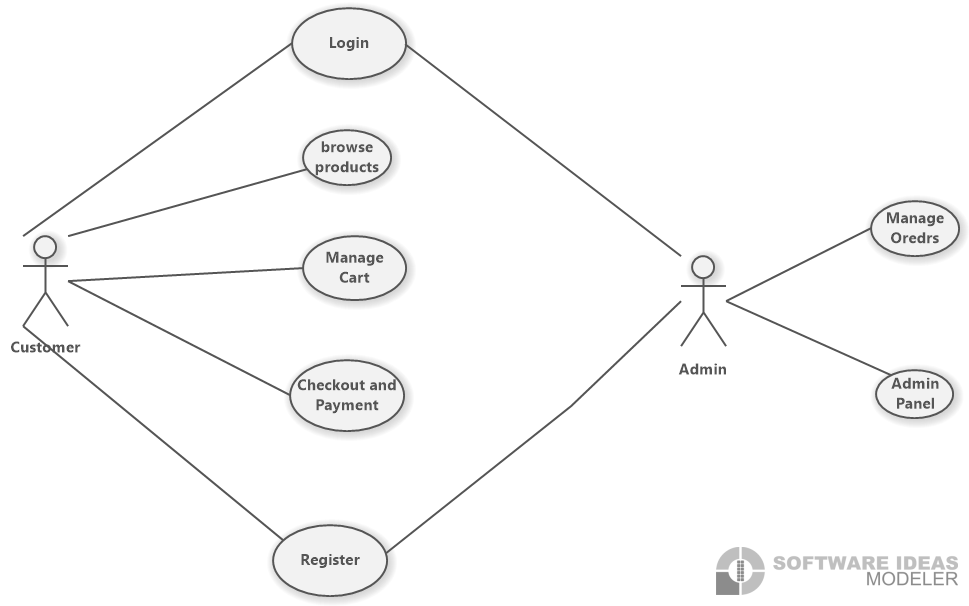 Login
browse
products
Manage
Cart
Checkout and
Payment
Register
Customer
Admin
Manage
Oredrs
Admin
Panel
SOFTWARE IDEAS
MODELER